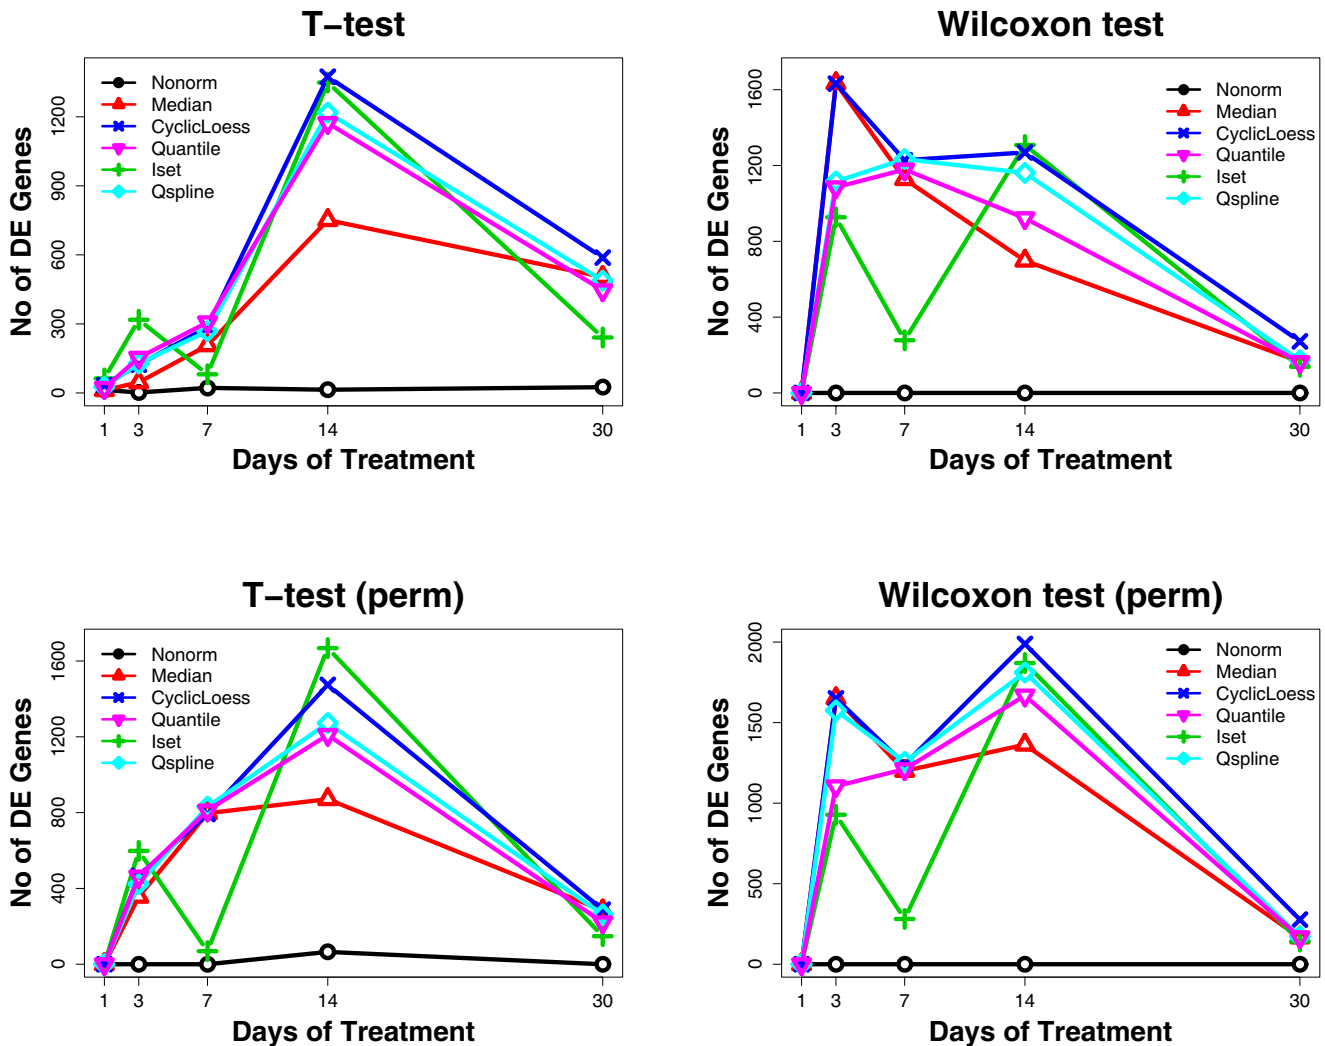 T−test
No of DE Genes
0 300 600 900 1200
Nonorm
Median
CyclicLoess
Quantile
Iset
Qspline
1 3 7 14 30
Days of Treatment
Wilcoxon test
No of DE Genes
0 400 800 1200 1600
Nonorm
Median
CyclicLoess
Quantile
Iset
Qspline
1 3 7 14 30
Days of Treatment
T−test (perm)
No of DE Genes
0 400 800 1200 1600
Nonorm
Median
CyclicLoess
Quantile
Iset
Qspline
1 3 7 14 30
Days of Treatment
Wilcoxon test (perm)
No of DE Genes
0 500 1000 1500 2000
Nonorm
Median
CyclicLoess
Quantile
Iset
Qspline
1 3 7 14 30
Days of Treatment